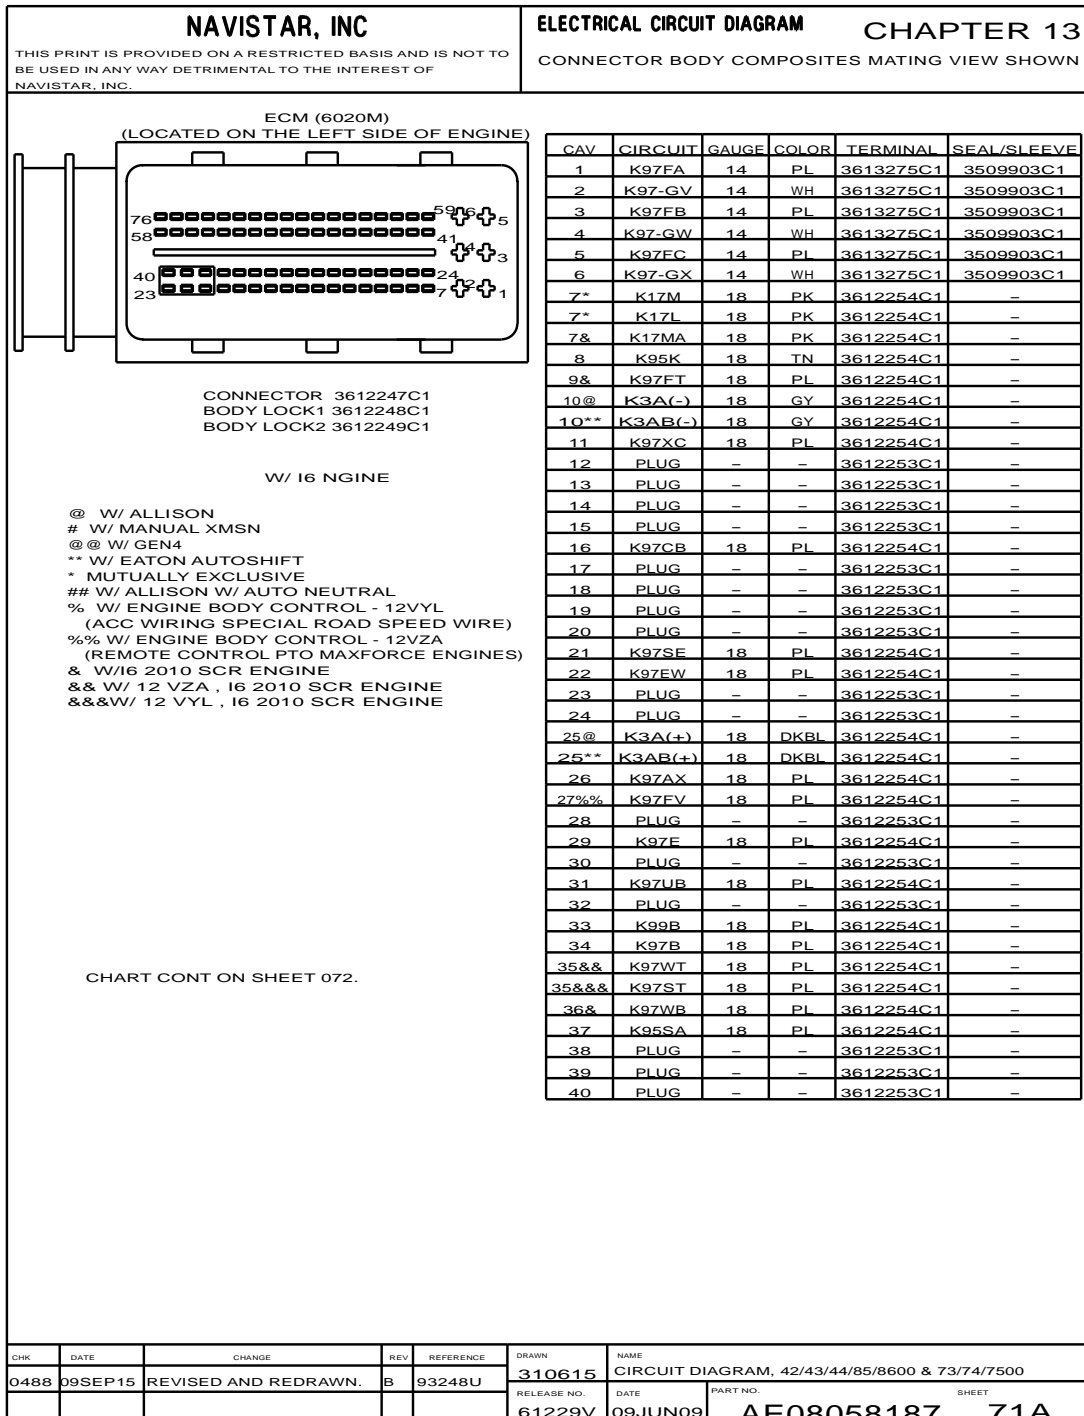 NAVISTAR, INC
THIS PRINT IS PROVIDED ON A RESTRICTED BASIS AND IS NOT TO
BE USED IN ANY WAY DETRIMENTAL TO THE INTEREST OF
NAVISTAR, INC.
ELECTRICAL CIRCUIT DIAGRAM CHAPTER 13
CONNECTOR BODY COMPOSITES MATING VIEW SHOWN
ECM (6020M)
(LOCATED ON THE LEFT SIDE OF ENGINE)
76 59 6 5
58 41 4 3
40 24
23 7 2 1
CONNECTOR 3612247C1
BODY LOCK1 3612248C1
BODY LOCK2 3612249C1
W/ I6 NGINE
@ W/ ALLISON
# W/ MANUAL XMSN
@@ W/ GEN4
** W/ EATON AUTOSHIFT
* MUTUALLY EXCLUSIVE
## W/ ALLISON W/ AUTO NEUTRAL
% W/ ENGINE BODY CONTROL - 12VYL
(ACC WIRING SPECIAL ROAD SPEED WIRE)
%% W/ ENGINE BODY CONTROL - 12VZA
(REMOTE CONTROL PTO MAXFORCE ENGINES)
& W/I6 2010 SCR ENGINE
&& W/ 12 VZA , I6 2010 SCR ENGINE
&&&W/ 12 VYL , I6 2010 SCR ENGINE
CHART CONT ON SHEET 072.
CAV CIRCUIT GAUGE COLOR TERMINAL SEAL/SLEEVE
1 K97FA 14 PL 3613275C1 3509903C1
2 K97-GV 14 WH 3613275C1 3509903C1
3 K97FB 14 PL 3613275C1 3509903C1
4 K97-GW 14 WH 3613275C1 3509903C1
5 K97FC 14 PL 3613275C1 3509903C1
6 K97-GX 14 WH 3613275C1 3509903C1
7* K17M 18 PK 3612254C1 –
7* K17L 18 PK 3612254C1 –
7& K17MA 18 PK 3612254C1 –
8 K95K 18 TN 3612254C1 –
9& K97FT 18 PL 3612254C1 –
10@ K3A(-) 18 GY 3612254C1 –
10** K3AB(-) 18 GY 3612254C1 –
11 K97XC 18 PL 3612254C1 –
12 PLUG – – 3612253C1 –
13 PLUG – – 3612253C1 –
14 PLUG – – 3612253C1 –
15 PLUG – – 3612253C1 –
16 K97CB 18 PL 3612254C1 –
17 PLUG – – 3612253C1 –
18 PLUG – – 3612253C1 –
19 PLUG – – 3612253C1 –
20 PLUG – – 3612253C1 –
21 K97SE 18 PL 3612254C1 –
22 K97EW 18 PL 3612254C1 –
23 PLUG – – 3612253C1 –
24 PLUG – – 3612253C1 –
25@ K3A(+) 18 DKBL 3612254C1 –
25** K3AB(+) 18 DKBL 3612254C1 –
26 K97AX 18 PL 3612254C1 –
27%% K97FV 18 PL 3612254C1 –
28 PLUG – – 3612253C1 –
29 K97E 18 PL 3612254C1 –
30 PLUG – – 3612253C1 –
31 K97UB 18 PL 3612254C1 –
32 PLUG – – 3612253C1 –
33 K99B 18 PL 3612254C1 –
34 K97B 18 PL 3612254C1 –
35&& K97WT 18 PL 3612254C1 –
35&&& K97ST 18 PL 3612254C1 –
36& K97WB 18 PL 3612254C1 –
37 K95SA 18 PL 3612254C1 –
38 PLUG – – 3612253C1 –
39 PLUG – – 3612253C1 –
40 PLUG – – 3612253C1 –
CHK DATE CHANGE REV REFERENCE
0488 09SEP15 REVISED AND REDRAWN. B 93248U
DRAWN NAME
310615 CIRCUIT DIAGRAM, 42/43/44/85/8600 & 73/74/7500
RELEASE NO. DATE PART NO. SHEET
61229V 09JUN09 AE08058187 71A